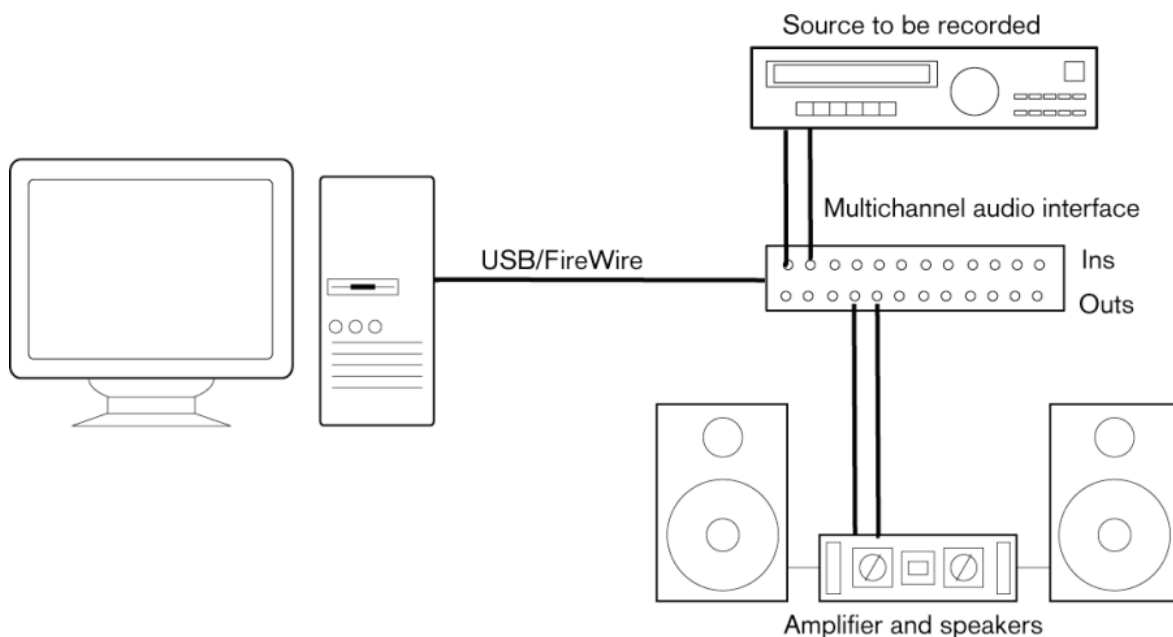 Source to be recorded
Multichannel audio interface
USB/FireWire
Ins
Outs
Amplifier and speakers